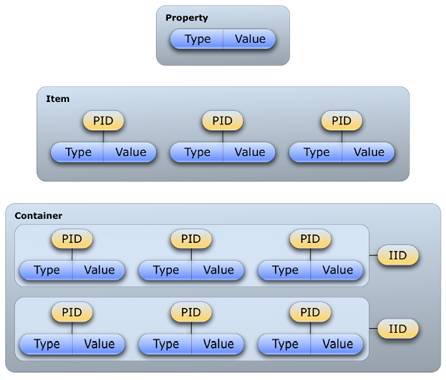 Property
Type Value
Item
PID PID PID
Type Value Type Value Type Value
Container
PID PID PID
IID
Type Value Type Value Type Value
PID PID PID
IID
Type Value Type Value Type Value